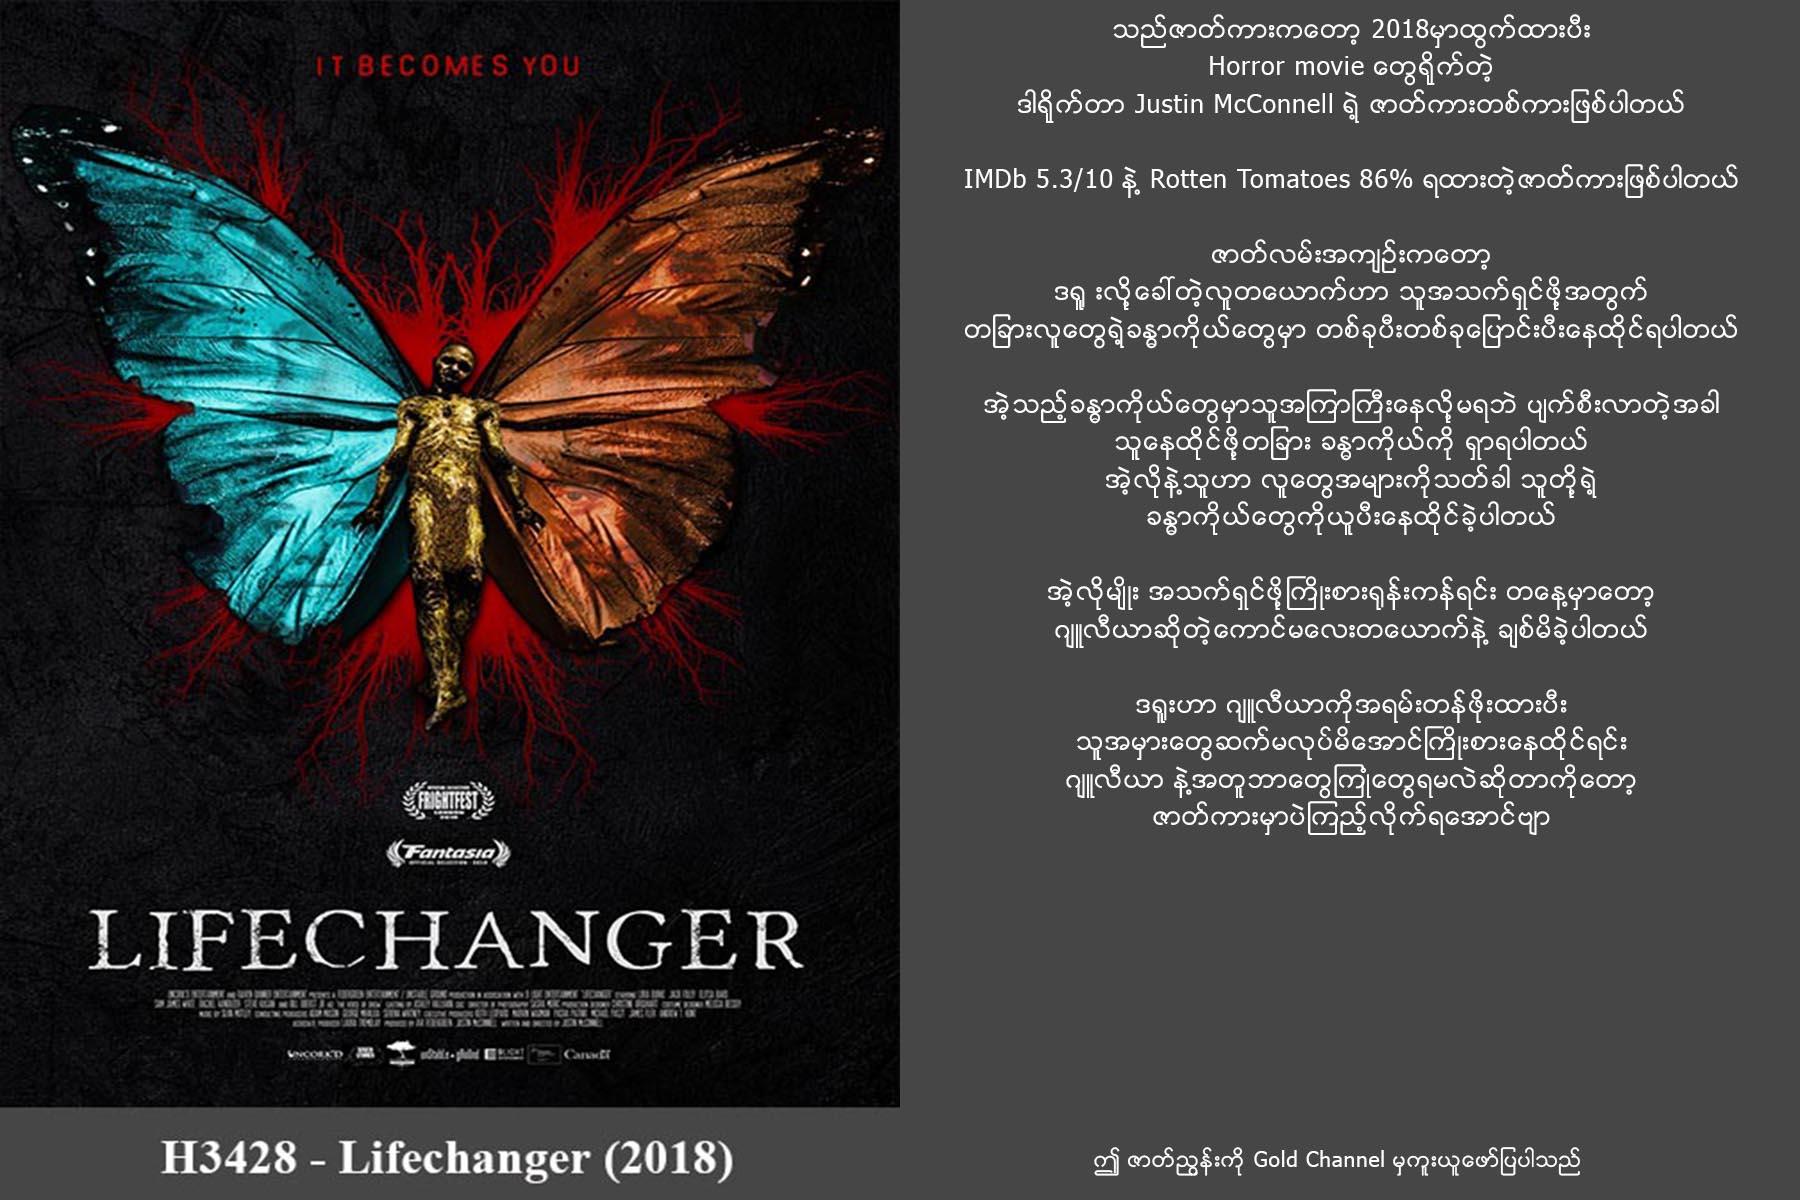 IT BECOMES YOU
FRIGHTFEST
Fantasia
OFFICIAL SELECTION - 2018
LIFECHANGER
UNCORK'D
Canada
H3428 - Lifechanger (2018)
သည်ဇာတ်ကားကတော့ 2018မှာထွက်ထားပီး
Horror movie တွေရိုက်တဲ့
ဒါရိုက်တာ Justin McConnell ရဲ့ ဇာတ်ကားတစ်ကားဖြစ်ပါတယ်
IMDb 5.3/10 နဲ့ Rotten Tomatoes 86% ရထားတဲ့ဇာတ်ကားဖြစ်ပါတယ်
ဇာတ်လမ်းအကျဉ်းကတော့
ဒရူ းလို့ခေါ်တဲ့လူတယောက်ဟာ သူအသက်ရှင်ဖို့အတွက်
တခြားလူတွေရဲ့ခန္ဓာကိုယ်တွေမှာ တစ်ခုပီးတစ်ခုပြောင်းပီးနေထိုင်ရပါတယ်
အဲ့သည့်ခန္ဓာကိုယ်တွေမှာသူအကြာကြီးနေလို့မရဘဲ ပျက်စီးလာတဲ့အခါ
သူနေထိုင်ဖို့တခြား ခန္ဓာကိုယ်ကို ရှာရပါတယ်
အဲ့လိုနဲ့သူဟာ လူတွေအများကိုသတ်ခါ သူတို့ရဲ့
ခန္ဓာကိုယ်တွေကိုယူပီးနေထိုင်ခဲ့ပါတယ်
အဲ့လိုမျိုး အသက်ရှင်ဖို့ကြိုးစားရုန်းကန်ရင်း တနေ့မှာတော့
ဂျူလီယာဆိုတဲ့ကောင်မလေးတယောက်နဲ့ ချစ်မိခဲ့ပါတယ်
ဒရူးဟာ ဂျူလီယာကိုအရမ်းတန်ဖိုးထားပီး
သူအမှားတွေဆက်မလုပ်မိအောင်ကြိုးစားနေထိုင်ရင်း
ဂျူလီယာ နဲ့အတူဘာတွေကြုံတွေရမလဲဆိုတာကိုတော့
ဇာတ်ကားမှာပဲကြည့်လိုက်ရအောင်ဗျာ
ဤ ဇာတ်ညွှန်းကို Gold Channel မှကူးယူဖော်ပြပါသည်